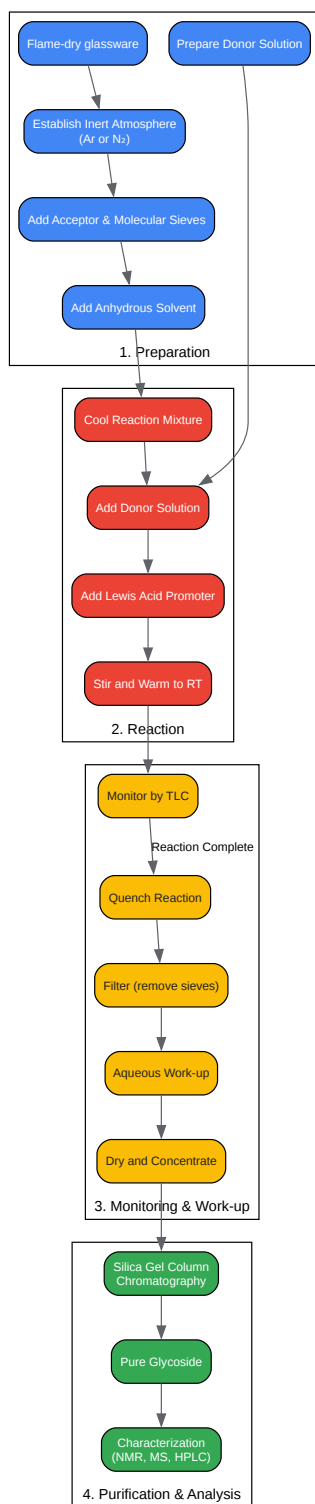 Flame-dry glassware
Prepare Donor Solution
Establish Inert Atmosphere
(Ar or N₂)
Add Acceptor & Molecular Sieves
Add Anhydrous Solvent
1. Preparation
Cool Reaction Mixture
Add Donor Solution
Add Lewis Acid Promoter
Stir and Warm to RT
2. Reaction
Monitor by TLC
Reaction Complete
Quench Reaction
Filter (remove sieves)
Aqueous Work-up
Dry and Concentrate
3. Monitoring & Work-up
Silica Gel Column
Chromatography
Pure Glycoside
Characterization
(NMR, MS, HPLC)
4. Purification & Analysis